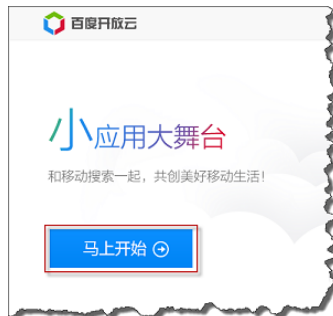 百度开放云
小应用大舞台
和移动搜索一起，共创美好移动生活！
马上开始